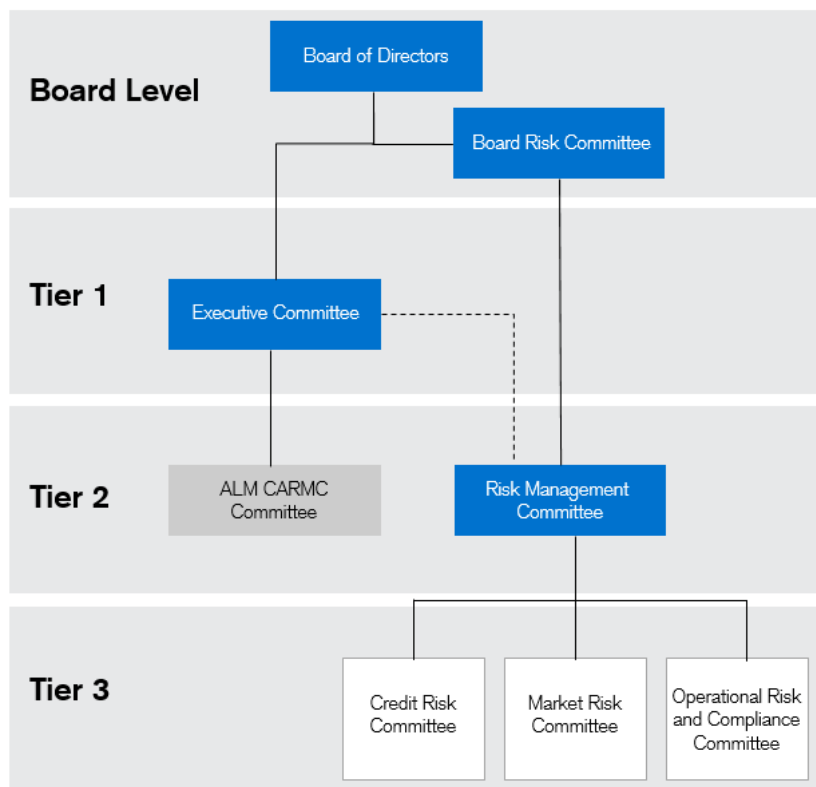 Board Level
Board of Directors
Board Risk Committee
Tier 1
Executive Committee
Tier 2
ALM CARMC
Committee
Risk Management
Committee
Tier 3
Credit Risk
Committee
Market Risk
Committee
Operational Risk
and Compliance
Committee